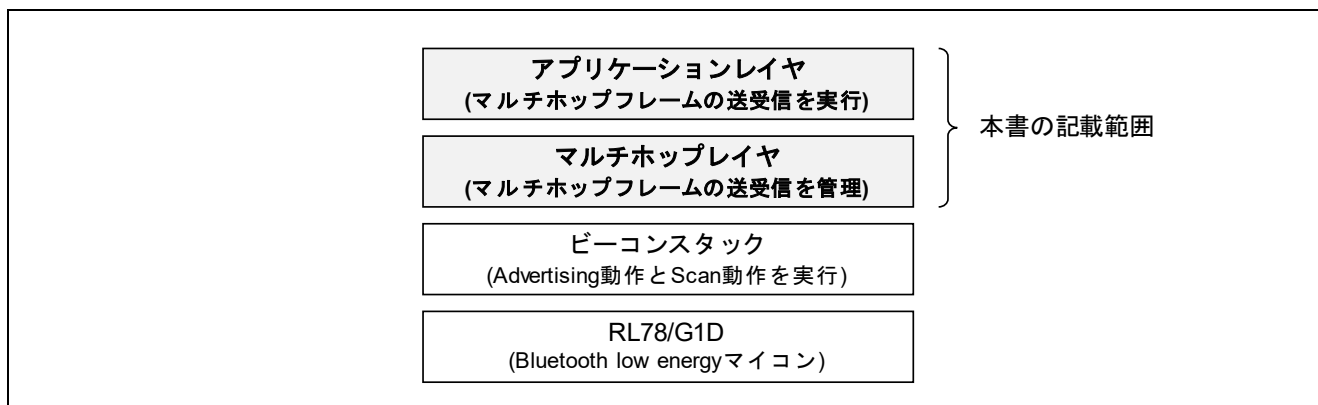 アプリケーションレイヤ
(マルチホップフレームの送受信を実行)
本書の記載範囲
マルチホップレイヤ
(マルチホップフレームの送受信を管理)
ビーコンスタック
(Advertising動作とScan動作を実行)
RL78/G1D
(Bluetooth low energyマイコン)